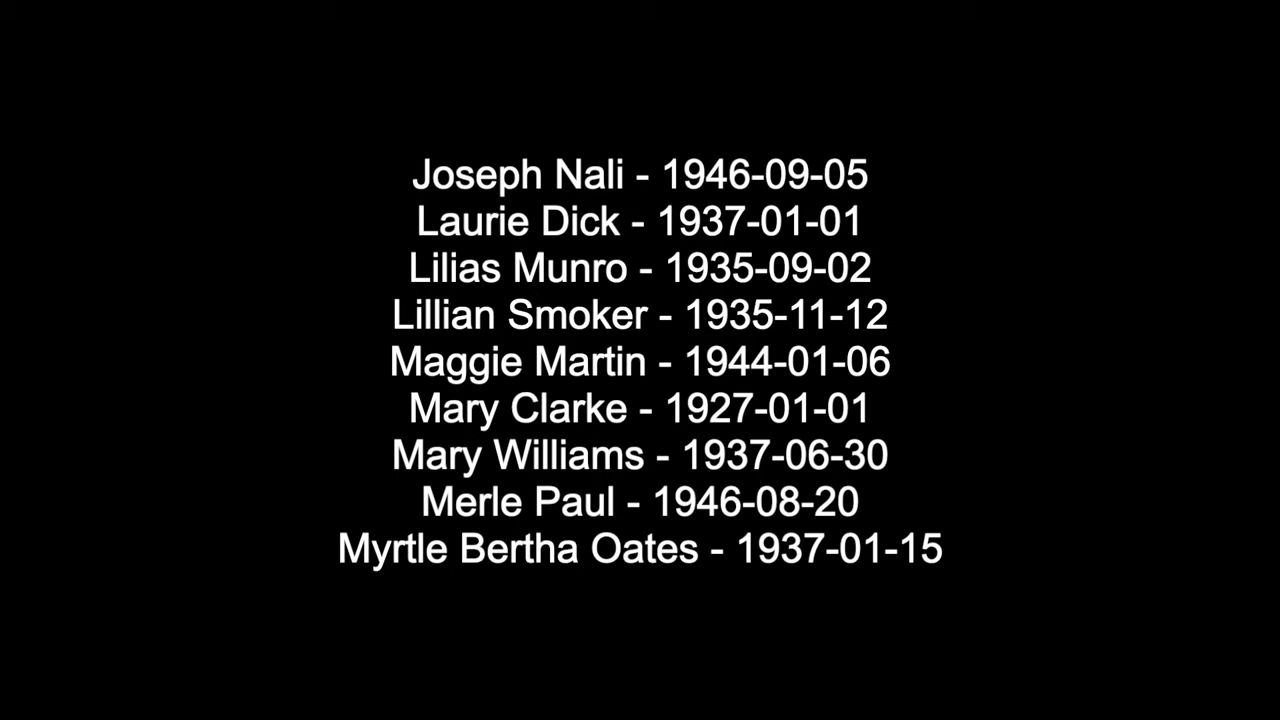 Joseph Nali - 1946-09-05
Laurie Dick - 1937-01-01
Lilias Munro - 1935-09-02
Lillian Smoker - 1935-11-12
Maggie Martin - 1944-01-06
Mary Clarke - 1927-01-01
Mary Williams - 1937-06-30
Merle Paul - 1946-08-20
Myrtle Bertha Oates - 1937-01-15